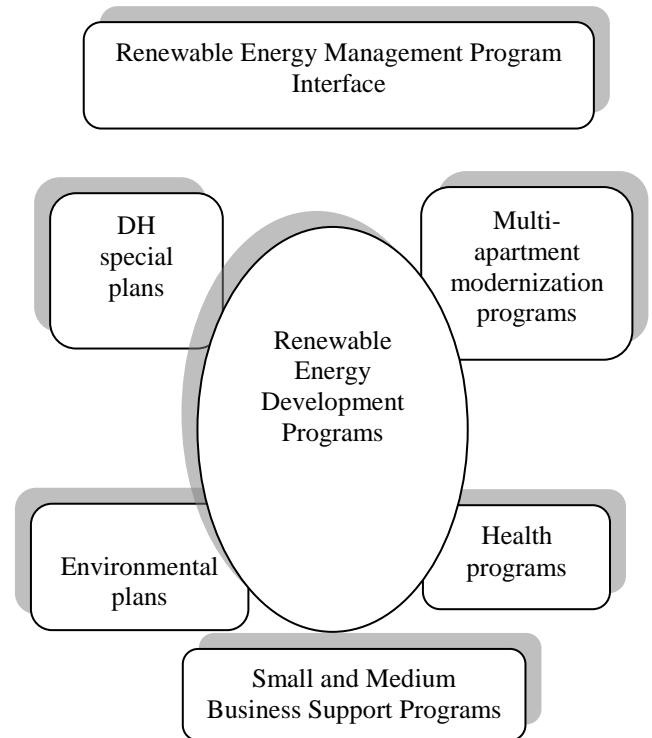 Renewable Energy Management Program
Interface
DH
special
plans
Multi-
apartment
modernization
programs
Renewable
Energy
Development
Programs
Environmental
plans
Health
programs
Small and Medium
Business Support Programs